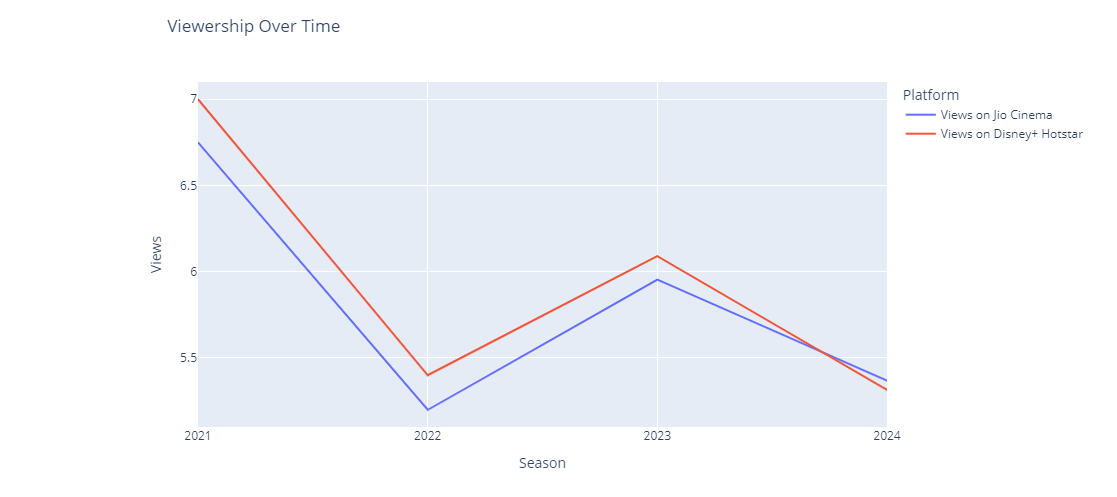 Viewership Over Time
Platform
Views on Jio Cinema
Views on Disney+ Hotstar
Views
7
6.5
6
5.5
2021 2022 2023 2024
Season